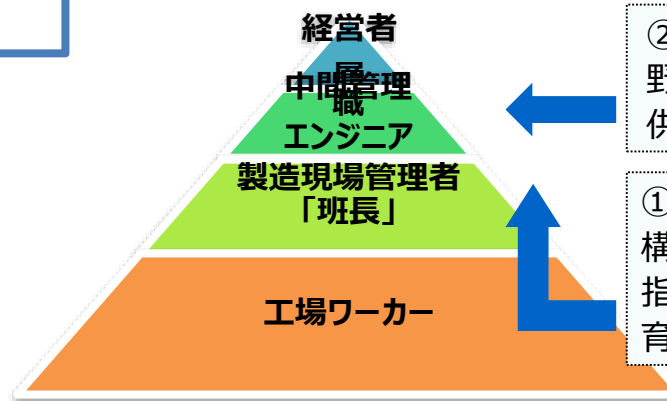 経営者
層
中間管理
職
エンジニア
製造現場管理者
「班長」
工場ワーカー
②
野
供
①
構
指
育